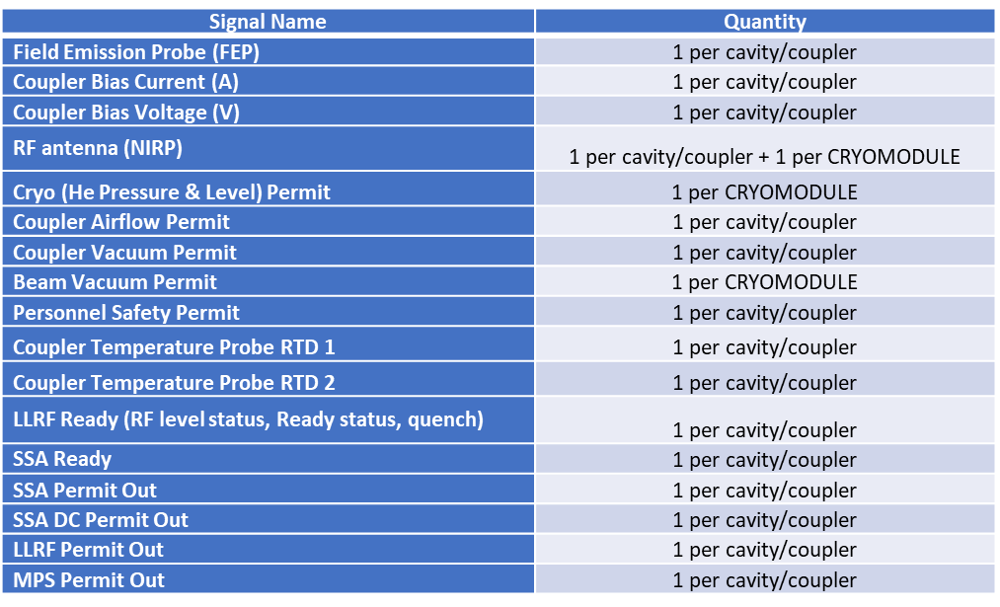 Signal Name Quantity
Field Emission Probe (FEP) 1 per cavity/coupler
Coupler Bias Current (A) 1 per cavity/coupler
Coupler Bias Voltage (V) 1 per cavity/coupler
RF antenna (NIRP) 1 per cavity/coupler + 1 per CRYOMODULE
Cryo (He Pressure & Level) Permit 1 per CRYOMODULE
Coupler Airflow Permit 1 per cavity/coupler
Coupler Vacuum Permit 1 per cavity/coupler
Beam Vacuum Permit 1 per CRYOMODULE
Personnel Safety Permit 1 per cavity/coupler
Coupler Temperature Probe RTD 1 1 per cavity/coupler
Coupler Temperature Probe RTD 2 1 per cavity/coupler
LLRF Ready (RF level status, Ready status, quench) 1 per cavity/coupler
SSA Ready 1 per cavity/coupler
SSA Permit Out 1 per cavity/coupler
SSA DC Permit Out 1 per cavity/coupler
LLRF Permit Out 1 per cavity/coupler
MPS Permit Out 1 per cavity/coupler